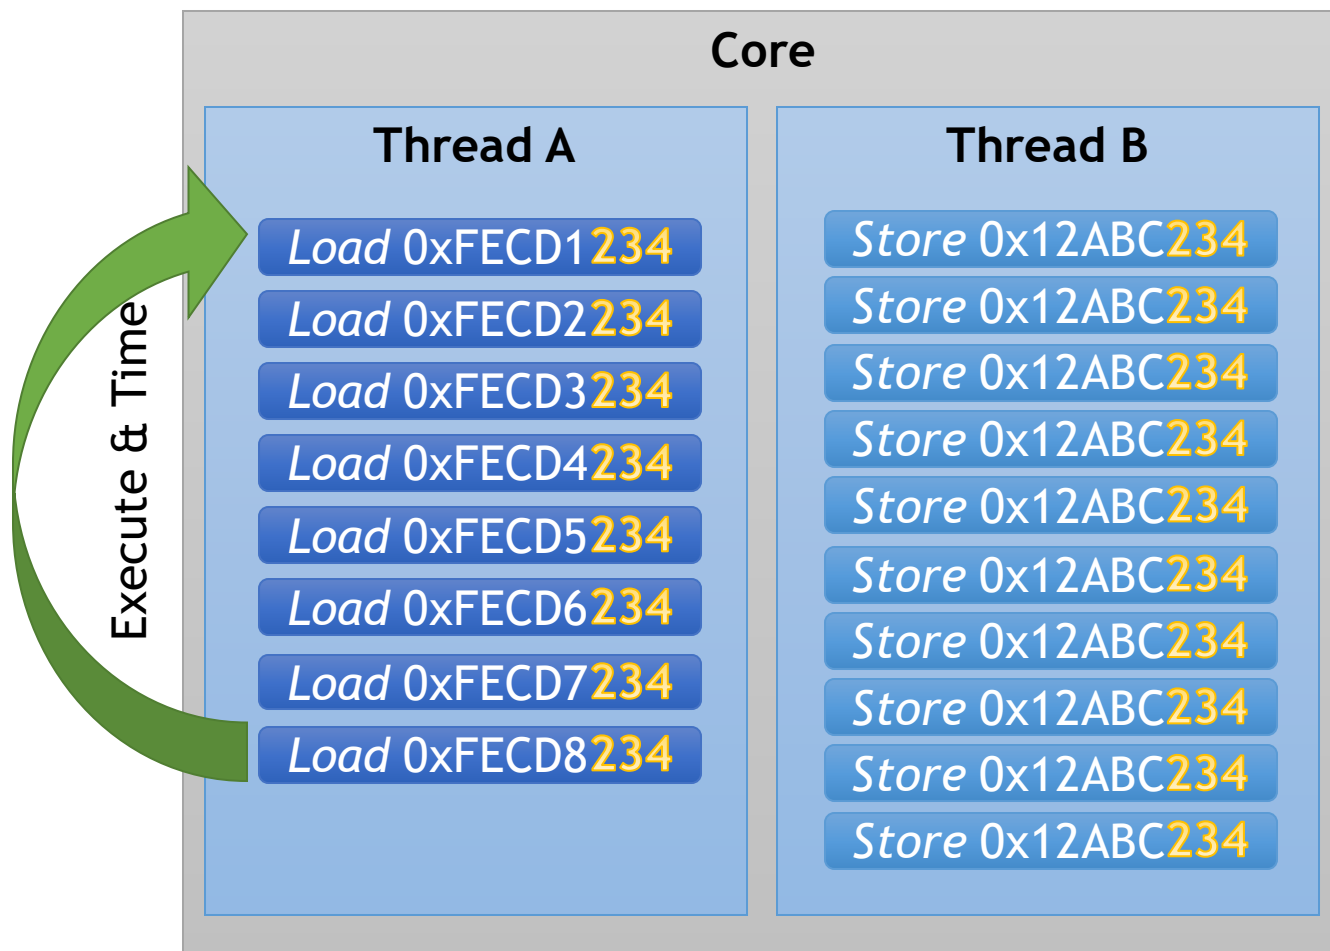 Core
Thread A
Load 0xFECD1234
Load 0xFECD2234
Load 0xFECD3234
Load 0xFECD4234
Load 0xFECD5234
Load 0xFECD6234
Load 0xFECD7234
Load 0xFECD8234
Execute & Time
Thread B
Store 0x12ABC234
Store 0x12ABC234
Store 0x12ABC234
Store 0x12ABC234
Store 0x12ABC234
Store 0x12ABC234
Store 0x12ABC234
Store 0x12ABC234
Store 0x12ABC234
Store 0x12ABC234